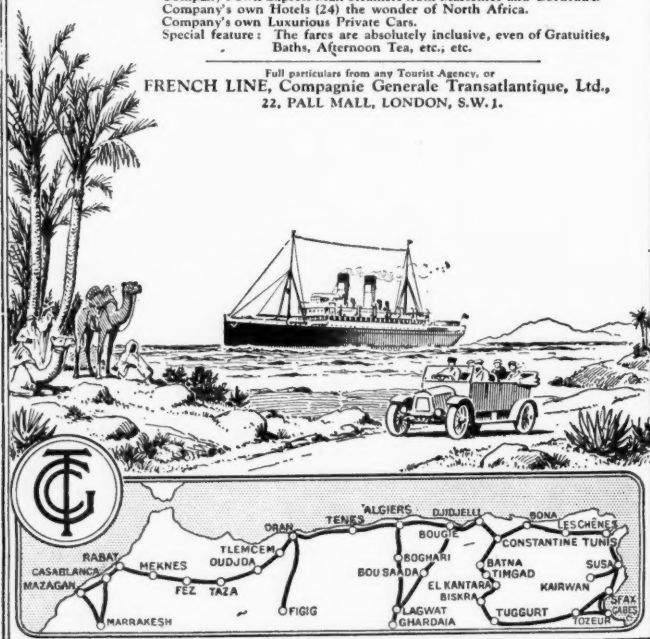 Company's own Hotels (24) the wonder of North Africa.
Company's own Luxurious Private Cars.
Special feature : The fares are absolutely inclusive, even of Gratuities,
Baths, Afternoon Tea, etc., etc.
Full particulars from any Tourist Agency, or
FRENCH LINE, Compagnie Generale Transatlantique, Ltd.,
22, PALL MALL, LONDON, S.W.1.
CGT
ALGIERS
DJIDJELLI
BONA
LES CHÊNES
TENES
ORAN
BOUGIE
CONSTANTINE
TUNIS
TLEMCEM
RABAT
OUDJDA
BOGHARI
BATNA
SUSA
CASABLANCA
MEKNES
BOU SAADA
TIMGAD
MAZAGAN
FEZ
TAZA
EL KANTARA
KAIRWAN
BISKRA
SFAX
FIGIG
LAGWAT
TUGGURT
GABES
MARRAKESH
GHARDAIA
TOZEUR